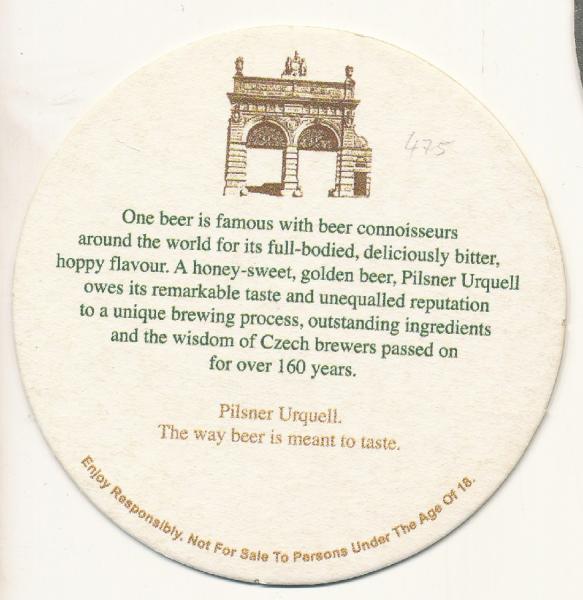 475
One beer is famous with beer connoisseurs
around the world for its full-bodied, deliciously bitter,
hoppy flavour. A honey-sweet, golden beer, Pilsner Urquell
owes its remarkable taste and unequalled reputation
to a unique brewing process, outstanding ingredients
and the wisdom of Czech brewers passed on
for over 160 years.
Pilsner Urquell.
The way beer is meant to taste.
Enjoy Responsibly. Not For Sale To Persons Under The Age Of 18.